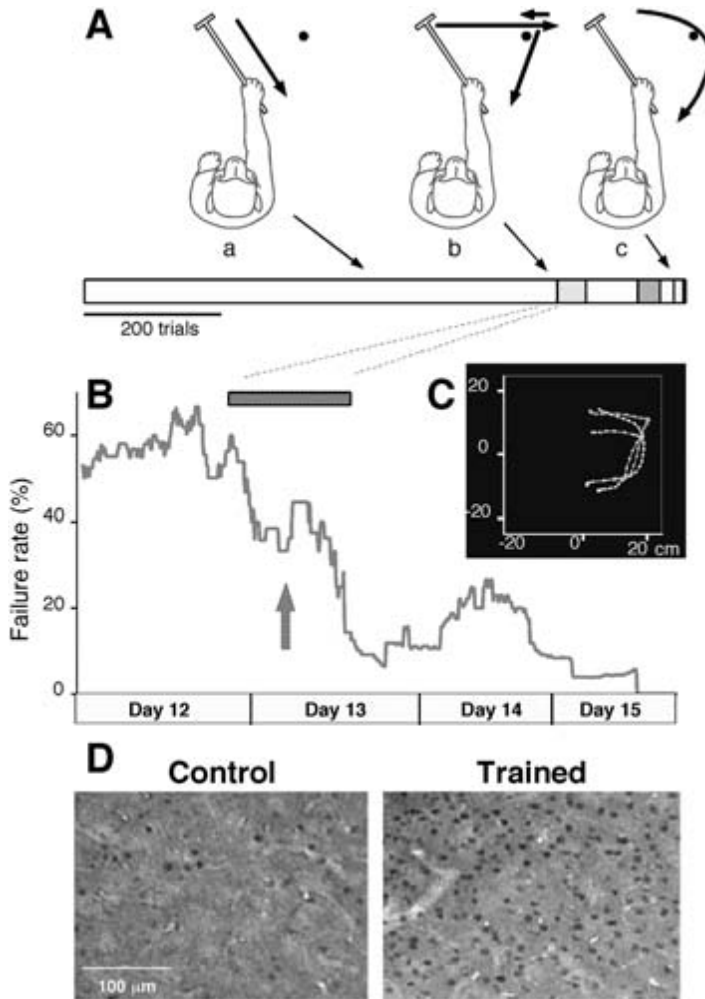 A
a
b
c
200 trials
B
Failure rate (%)
60
40
20
0
Day 12
Day 13
Day 14
Day 15
C
20
0
-20
-20
0
20 cm
D
Control
Trained
100 µm